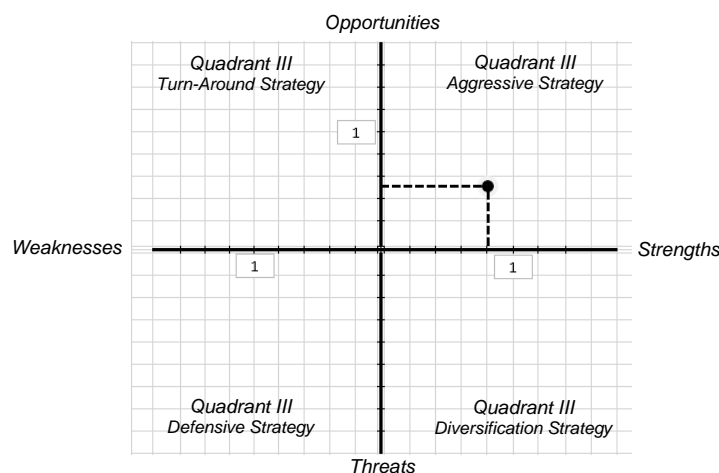 Opportunities
Quadrant III
Turn-Around Strategy
Quadrant III
Aggressive Strategy
1
Weaknesses
Strengths
1
1
Quadrant III
Defensive Strategy
Quadrant III
Diversification Strategy
Threats